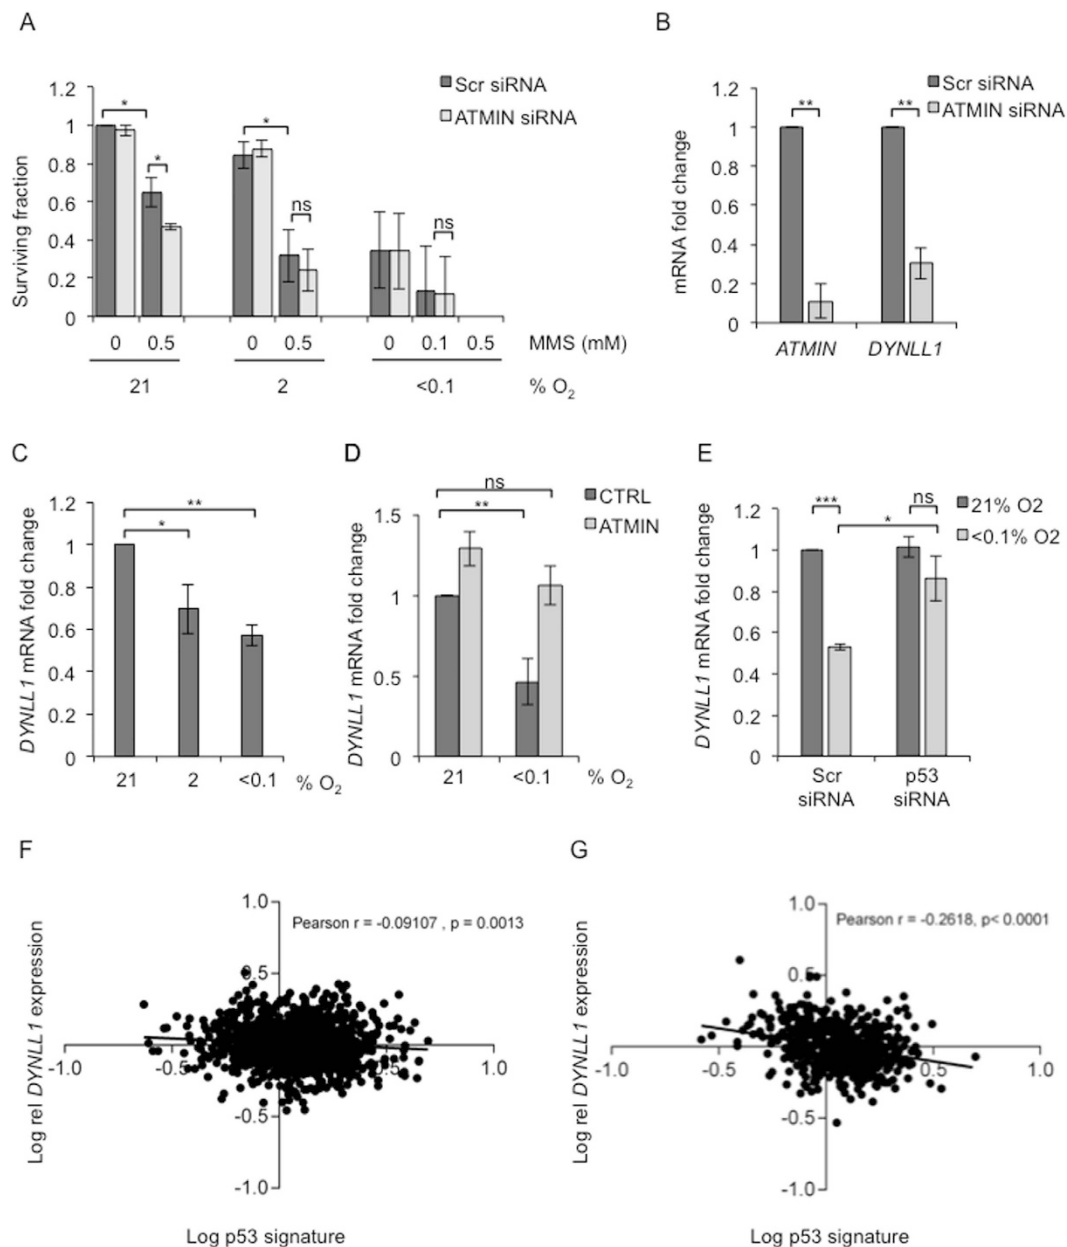 A
Surviving fraction
1.2
1
0.8
0.6
0.4
0.2
0
*
*
*
ns
ns
Scr siRNA
ATMIN siRNA
0 0.5 0 0.5 0 0.1 0.5 MMS (mM)
21 2 <0.1 % O2
B
mRNA fold change
1.2
1
0.8
0.6
0.4
0.2
0
**
**
Scr siRNA
ATMIN siRNA
ATMIN DYNLL1
C
DYNLL1 mRNA fold change
1.2
1
0.8
0.6
0.4
0.2
0
**
*
21 2 <0.1 % O2
D
DYNLL1 mRNA fold change
1.5
1
0.5
0
ns
**
CTRL
ATMIN
21 <0.1 % O2
E
DYNLL1 mRNA fold change
1.2
1
0.8
0.6
0.4
0.2
0
***
*
ns
21% O2
<0.1% O2
Scr siRNA
p53 siRNA
F
Log rel DYNLL1 expression
Pearson r = -0.09107 , p = 0.0013
1.0
0.5
-0.5
-1.0
-1.0 -0.5 0.5 1.0
Log p53 signature
G
Log rel DYNLL1 expression
Pearson r = -0.2618, p< 0.0001
1.0
0.5
-0.5
-1.0
-1.0 -0.5 0.5 1.0
Log p53 signature